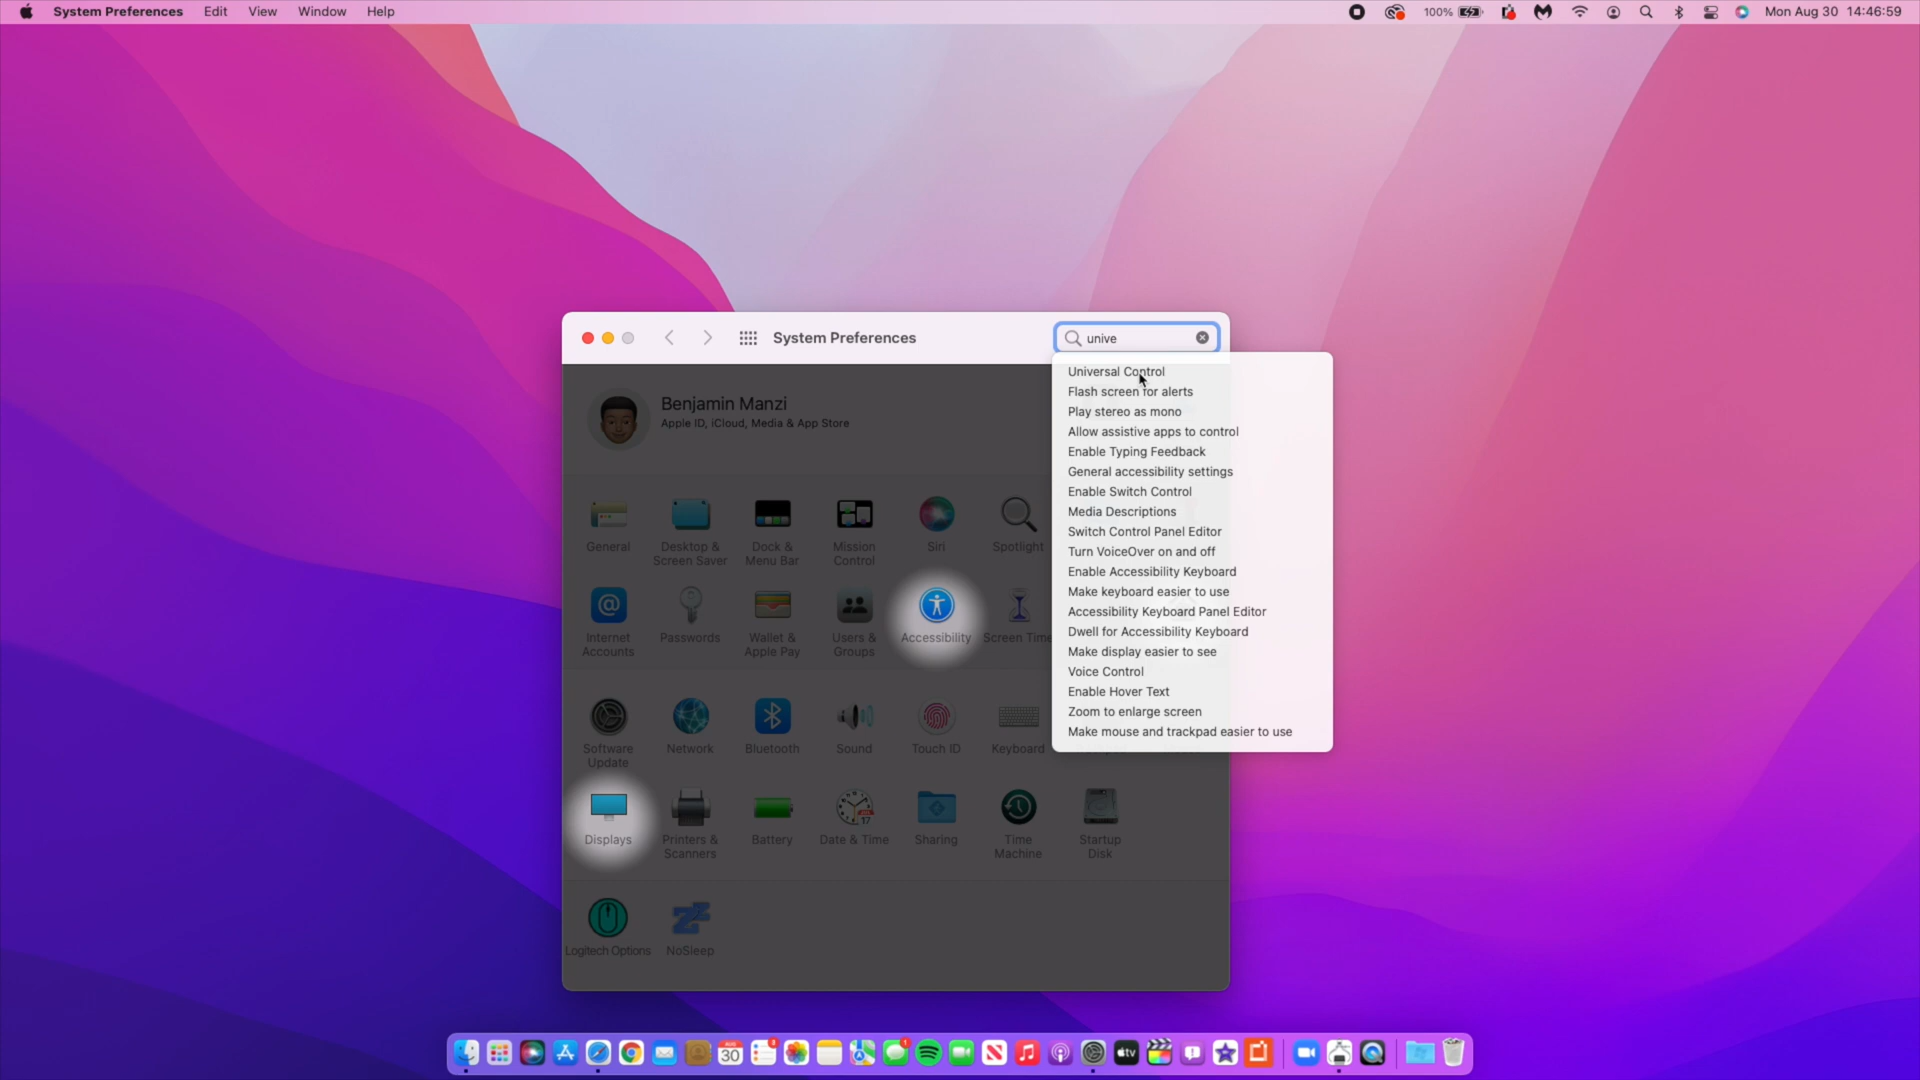 System Preferences Edit View Window Help
100% Mon Aug 30 14:46:59
System Preferences
unive
Universal Control
Flash screen for alerts
Play stereo as mono
Allow assistive apps to control
Enable Typing Feedback
General accessibility settings
Enable Switch Control
Media Descriptions
Switch Control Panel Editor
Turn VoiceOver on and off
Enable Accessibility Keyboard
Make keyboard easier to use
Accessibility Keyboard Panel Editor
Dwell for Accessibility Keyboard
Make display easier to see
Voice Control
Enable Hover Text
Zoom to enlarge screen
Make mouse and trackpad easier to use
Benjamin Manzi
Apple ID, iCloud, Media & App Store
General
Desktop &
Screen Saver
Dock &
Menu Bar
Mission
Control
Siri
Spotlight
Internet
Accounts
Passwords
Wallet &
Apple Pay
Users &
Groups
Accessibility
Screen Time
Software
Update
Network
Bluetooth
Sound
Touch ID
Keyboard
Displays
Printers &
Scanners
Battery
JUL
17
Date & Time
Sharing
Time
Machine
Startup
Disk
Logitech Options
NoSleep
AUG
30
3
1
tv